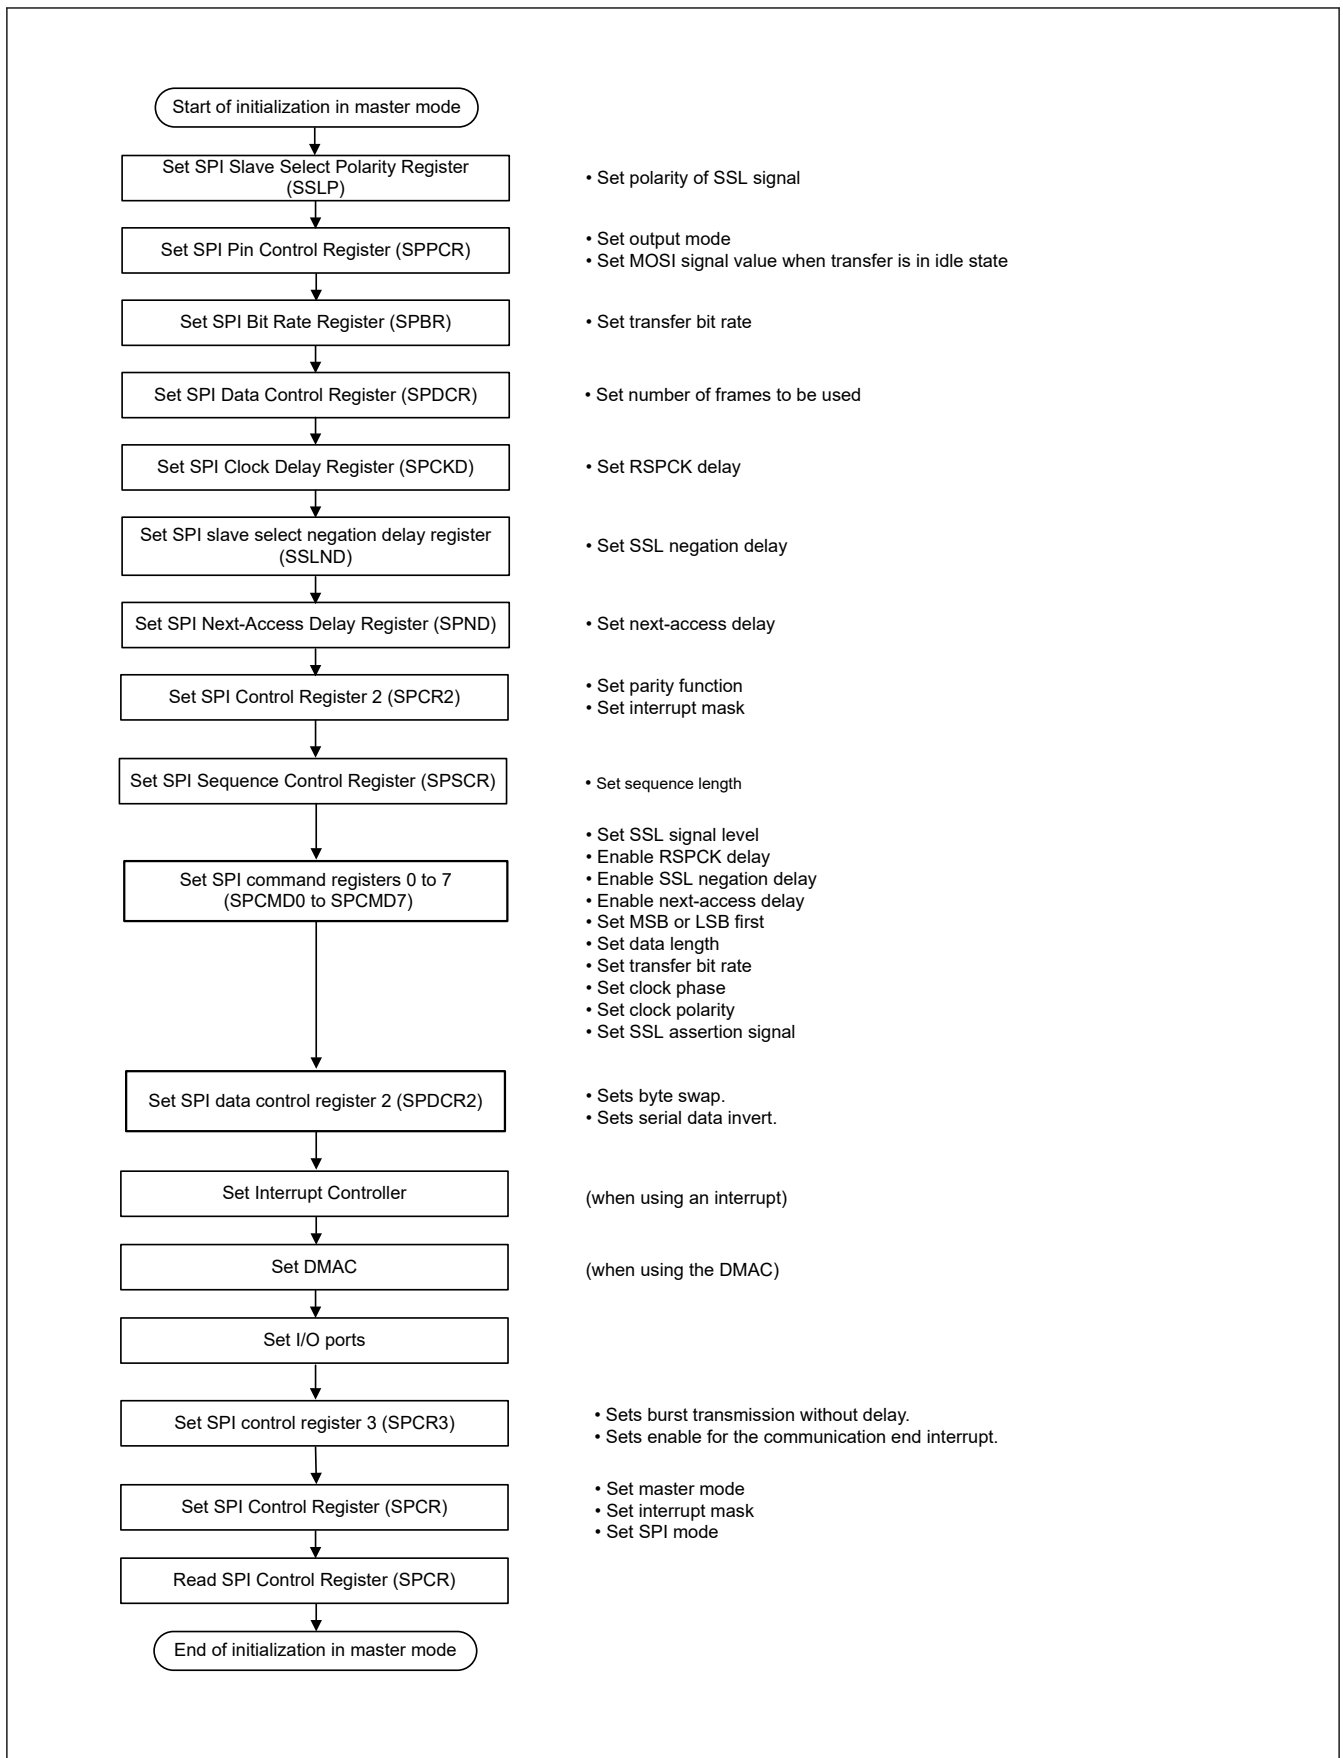 Start of initialization in master mode
Set SPI Slave Select Polarity Register
(SSLP)
• Set polarity of SSL signal
Set SPI Pin Control Register (SPPCR)
• Set output mode
• Set MOSI signal value when transfer is in idle state
Set SPI Bit Rate Register (SPBR)
• Set transfer bit rate
Set SPI Data Control Register (SPDCR)
• Set number of frames to be used
Set SPI Clock Delay Register (SPCKD)
• Set RSPCK delay
Set SPI slave select negation delay register
(SSLND)
• Set SSL negation delay
Set SPI Next-Access Delay Register (SPND)
• Set next-access delay
Set SPI Control Register 2 (SPCR2)
• Set parity function
• Set interrupt mask
Set SPI Sequence Control Register (SPSCR)
• Set sequence length
Set SPI command registers 0 to 7
(SPCMD0 to SPCMD7)
• Set SSL signal level
• Enable RSPCK delay
• Enable SSL negation delay
• Enable next-access delay
• Set MSB or LSB first
• Set data length
• Set transfer bit rate
• Set clock phase
• Set clock polarity
• Set SSL assertion signal
Set SPI data control register 2 (SPDCR2)
• Sets byte swap.
• Sets serial data invert.
Set Interrupt Controller
(when using an interrupt)
Set DMAC
(when using the DMAC)
Set I/O ports
Set SPI control register 3 (SPCR3)
• Sets burst transmission without delay.
• Sets enable for the communication end interrupt.
Set SPI Control Register (SPCR)
• Set master mode
• Set interrupt mask
• Set SPI mode
Read SPI Control Register (SPCR)
End of initialization in master mode